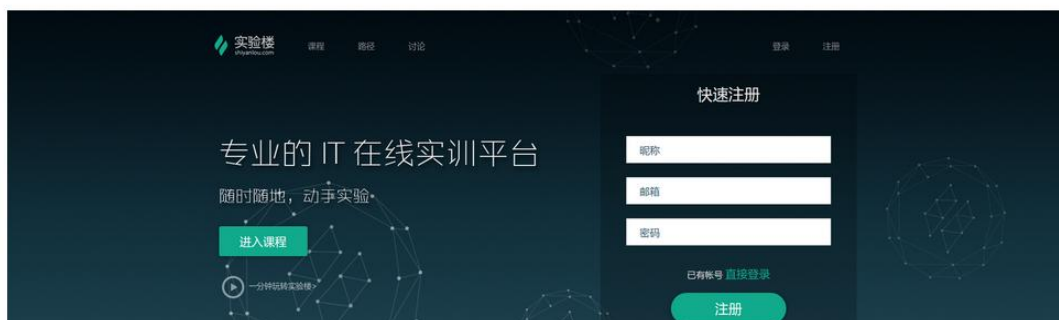 实验楼
shiyanlou.com
课程
路径
讨论
登录
注册
快速注册
专业的 IT 在线实训平台
随时随地，动手实验
进入课程
一分钟玩转实验楼>
昵称
邮箱
密码
已有帐号 直接登录
注册